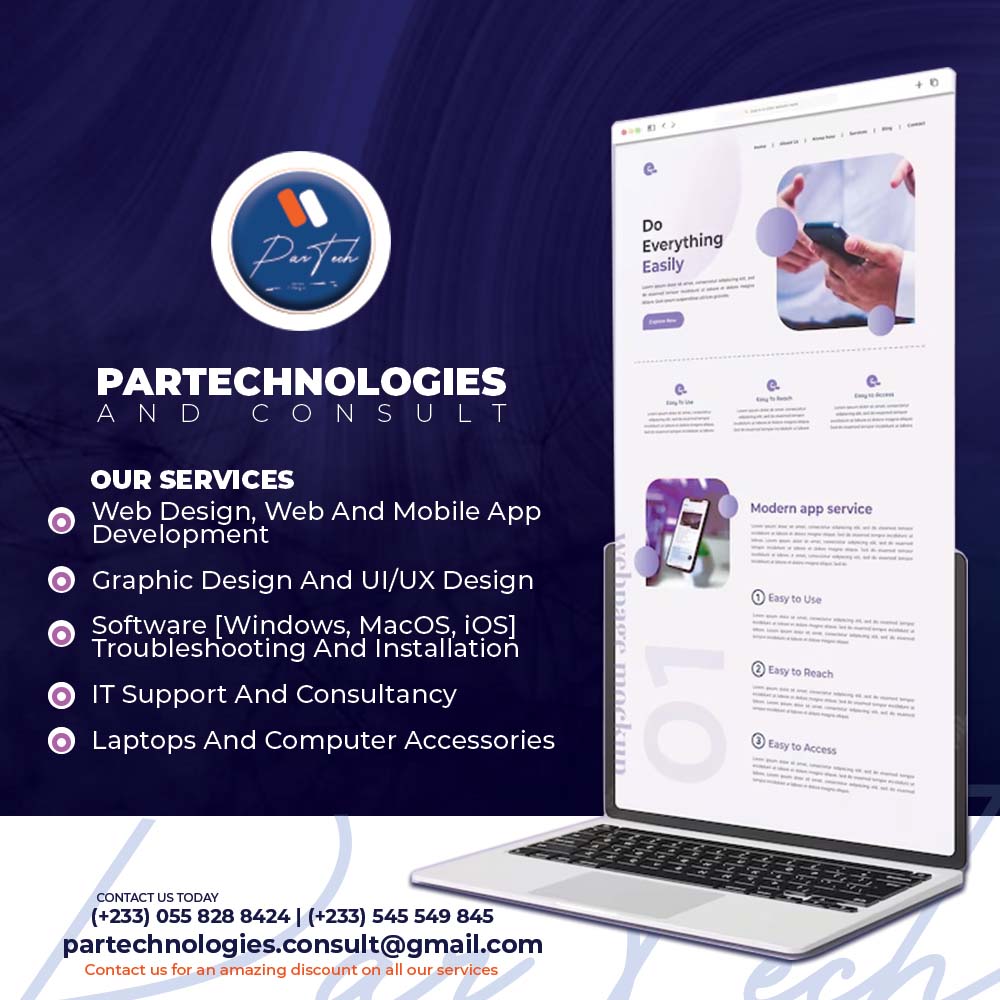 ParTech
PARTECHNOLOGIES
AND CONSULT
OUR SERVICES
Web Design, Web And Mobile App
Development
Graphic Design And UI/UX Design
Software [Windows, MacOS, iOS]
Troubleshooting And Installation
IT Support And Consultancy
Laptops And Computer Accessories
CONTACT US TODAY
(+233) 055 828 8424 | (+233) 545 549 845
partechnologies.consult@gmail.com
Contact us for an amazing discount on all our services
ParTech
Home | About Us | Know How | Services | Blog | Contact
Do
Everything
Easily
Explore Now
Easy To Use
Easy To Reach
Easy to Access
Modern app service
1 Easy to Use
2 Easy to Reach
3 Easy to Access
webpage mockup
01